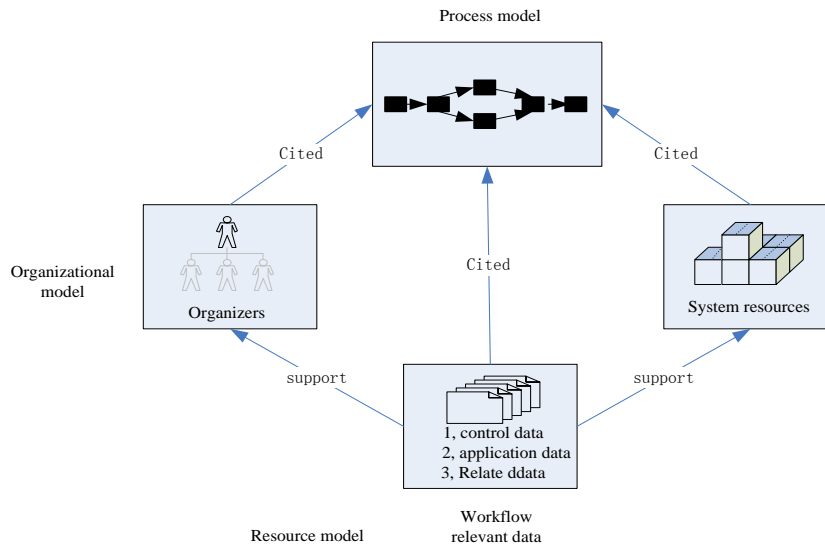 Process model
Cited
Cited
Cited
Organizational
model
Organizers
System resources
support
support
1, control data
2, application data
3, Relate ddata
Resource model
Workflow
relevant data